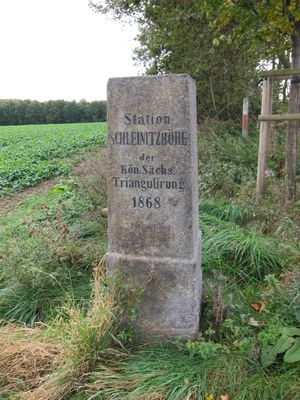 Station
SCHLEINITZHÖHE
der
Kön. Sächs.
Triangulirung
1868